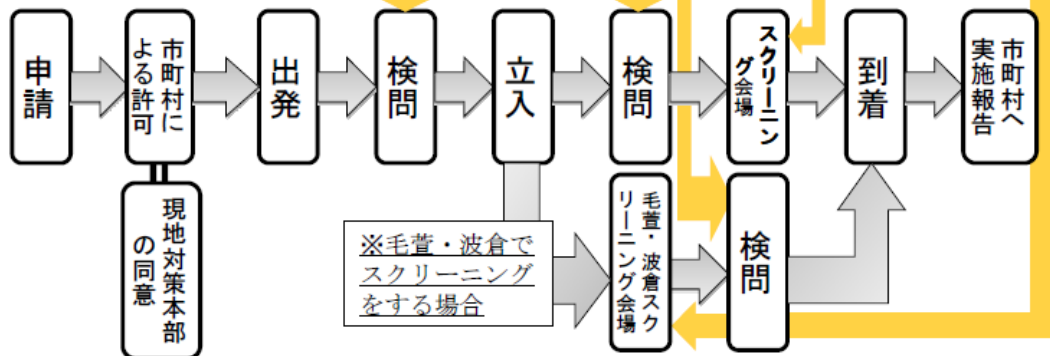 申請
市町村に
よる許可
出発
検問
立入
検問
スクリーニン
グ会場
到着
市町村へ
実施報告
現地対策本部
の同意
※毛萱・波倉で
スクリーニング
をする場合
毛萱・波倉スク
リーニング会場
検問